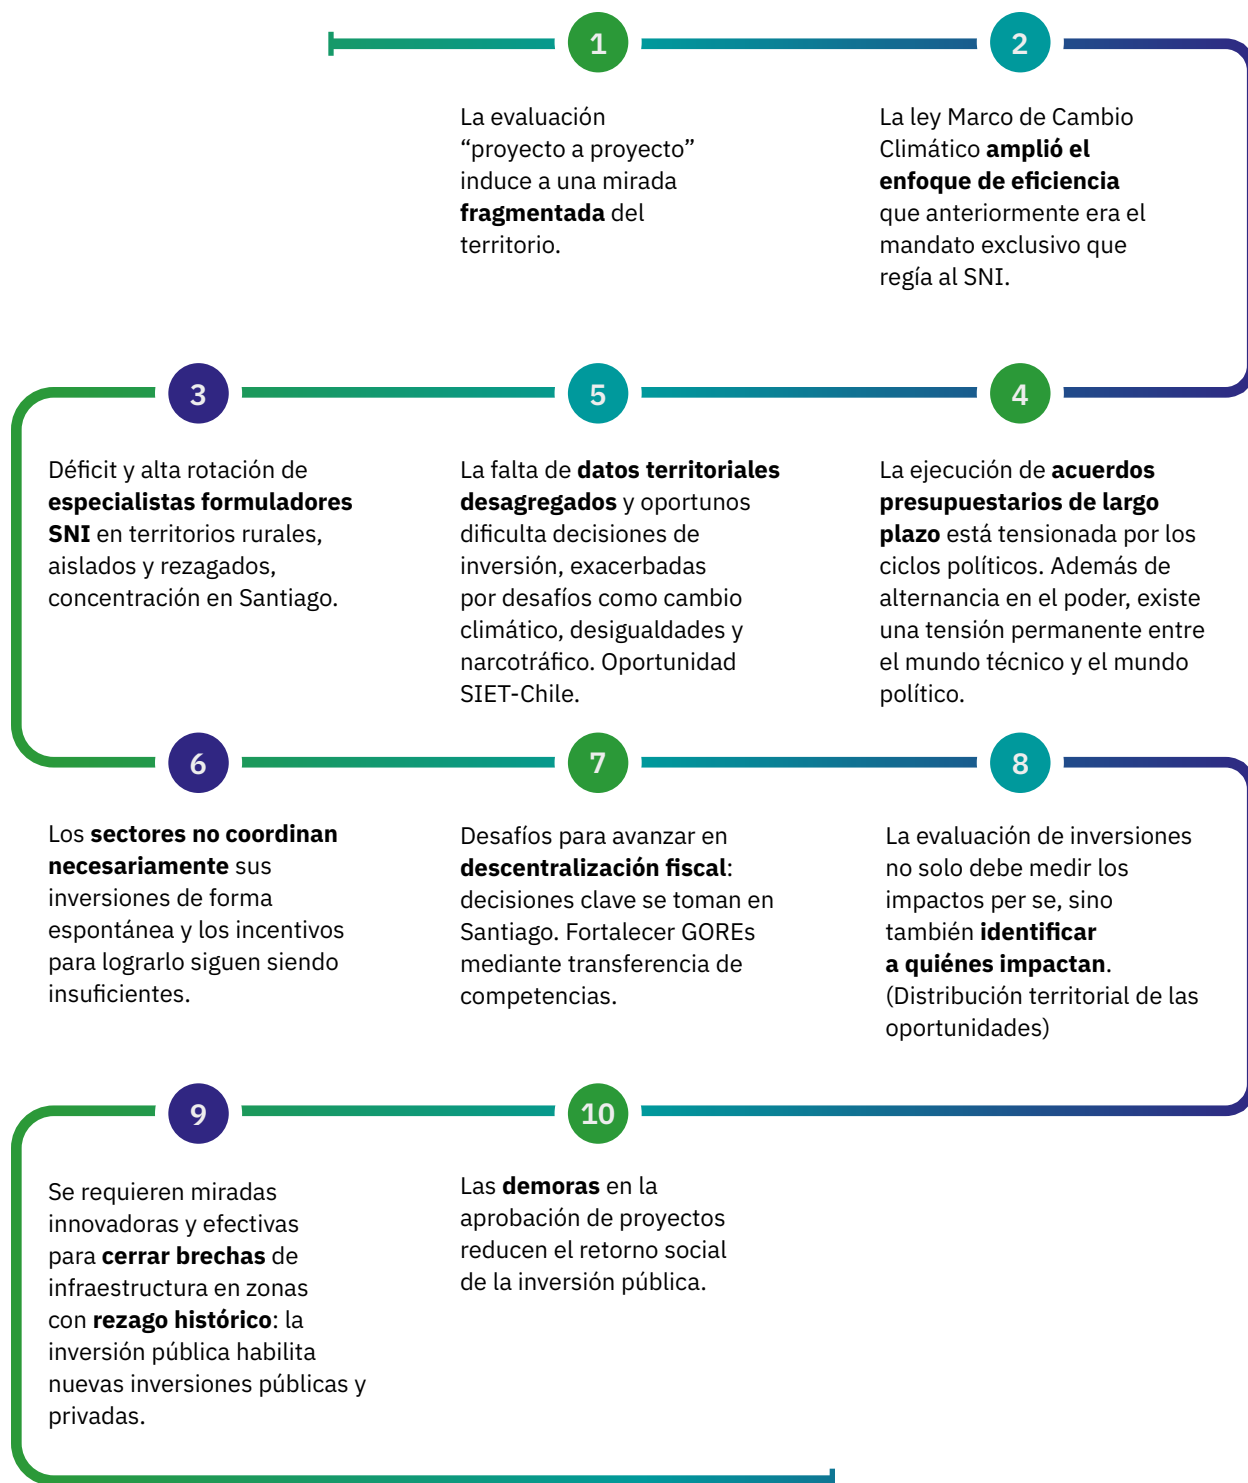 1
La evaluación
“proyecto a proyecto”
induce a una mirada
fragmentada del
territorio.
2
La ley Marco de Cambio
Climático amplió el
enfoque de eficiencia
que anteriormente era el
mandato exclusivo que
regía al SNI.
3
Déficit y alta rotación de
especialistas formuladores
SNI en territorios rurales,
aislados y rezagados,
concentración en Santiago.
5
La falta de datos territoriales
desagregados y oportunos
dificulta decisiones de
inversión, exacerbadas
por desafíos como cambio
climático, desigualdades y
narcotráfico. Oportunidad
SIET-Chile.
4
La ejecución de acuerdos
presupuestarios de largo
plazo está tensionada por los
ciclos políticos. Además de
alternancia en el poder, existe
una tensión permanente entre
el mundo técnico y el mundo
político.
6
Los sectores no coordinan
necesariamente sus
inversiones de forma
espontánea y los incentivos
para lograrlo siguen siendo
insuficientes.
7
Desafíos para avanzar en
descentralización fiscal:
decisiones clave se toman en
Santiago. Fortalecer GOREs
mediante transferencia de
competencias.
8
La evaluación de inversiones
no solo debe medir los
impactos per se, sino
también identificar
a quiénes impactan.
(Distribución territorial de las
oportunidades)
9
Se requieren miradas
innovadoras y efectivas
para cerrar brechas de
infraestructura en zonas
con rezago histórico: la
inversión pública habilita
nuevas inversiones públicas y
privadas.
10
Las demoras en la
aprobación de proyectos
reducen el retorno social
de la inversión pública.